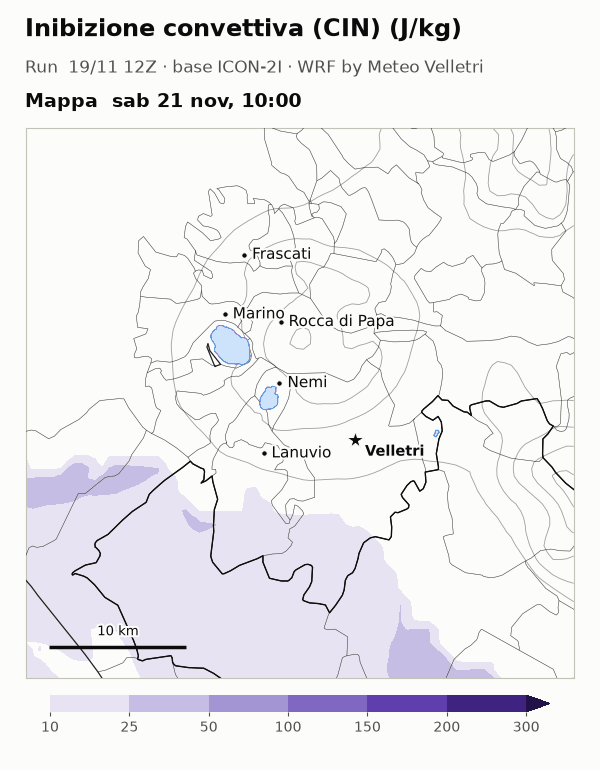 Inibizione convettiva (CIN) (J/kg)
Run  19/11 12Z · base ICON-2I · WRF by Meteo Velletri
Mappa  sab 21 nov, 10:00
Frascati
Marino
Rocca di Papa
Nemi
Velletri
Lanuvio
10 km
10 25 50 100 150 200 300